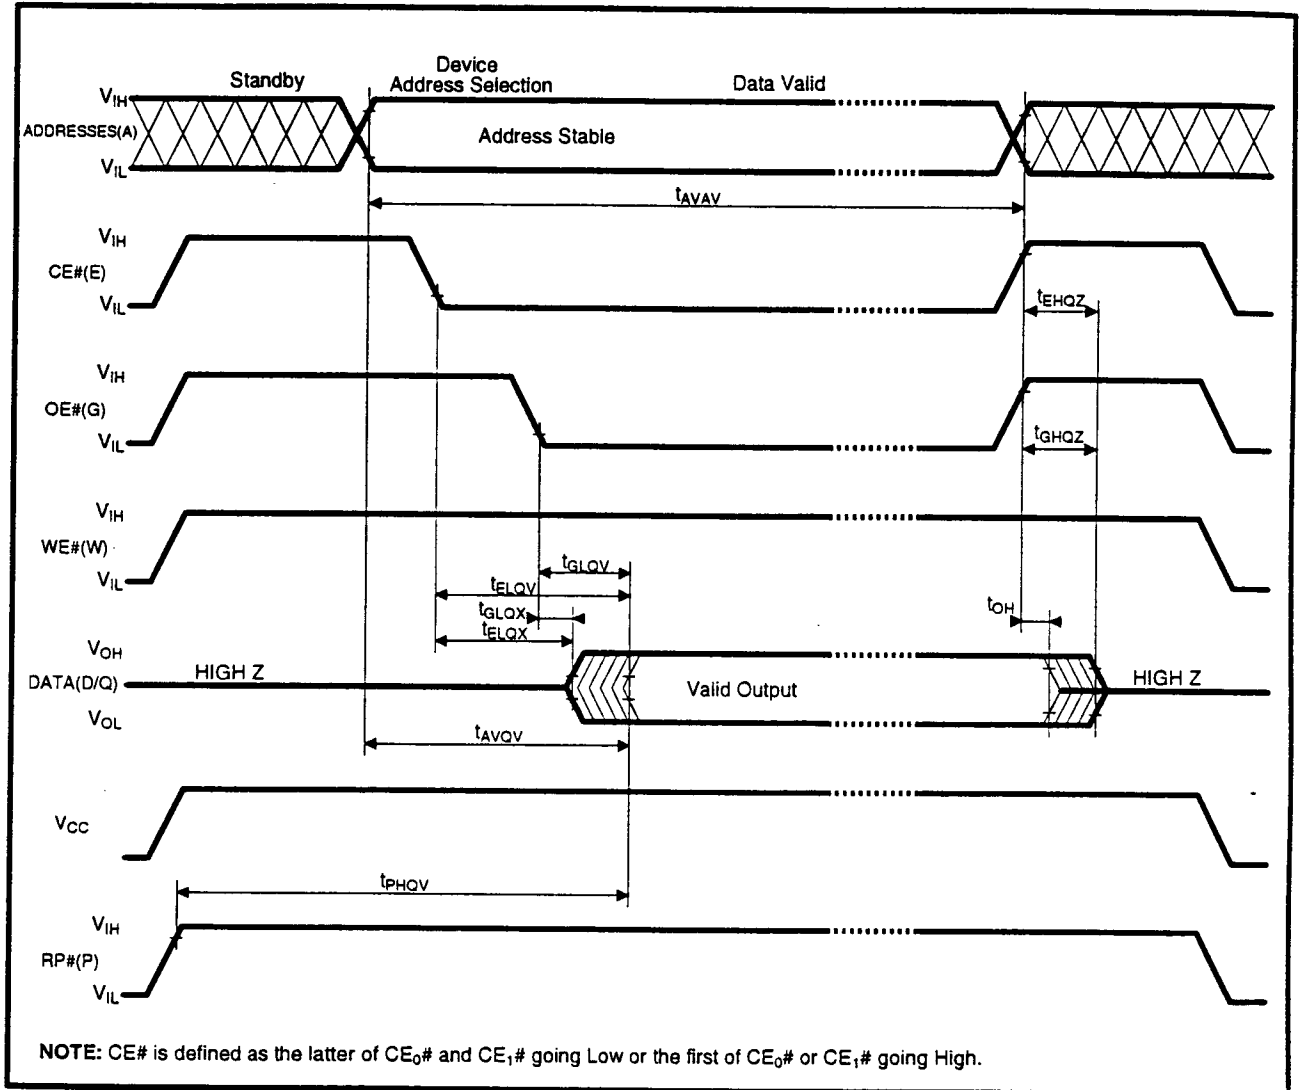 Standby
Device
Address Selection
Data Valid
VIH
ADDRESSES(A)
Address Stable
VIL
tAVAV
VIH
CE#(E)
VIL
tEHQZ
VIH
OE#(G)
VIL
tGHQZ
VIH
WE#(W)
VIL
tGLQV
tELQV
tGLQX
tELQX
tOH
VOH
DATA(D/Q)
HIGH Z
Valid Output
HIGH Z
VOL
tAVQV
VCC
tPHQV
VIH
RP#(P)
VIL
NOTE: CE# is defined as the latter of CE0# and CE1# going Low or the first of CE0# or CE1# going High.